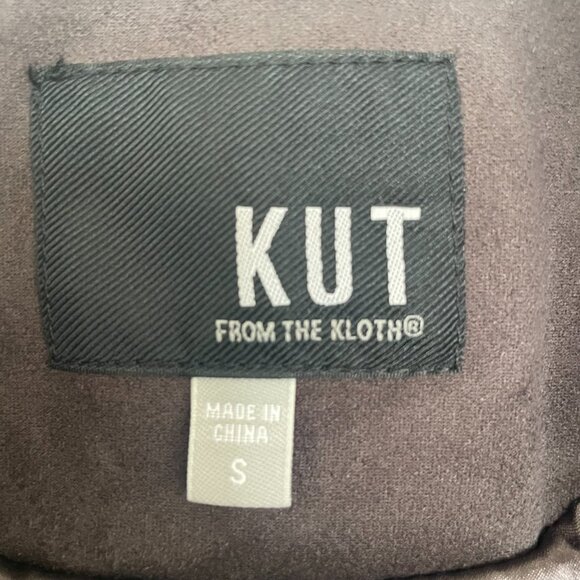 KUT
FROM THE KLOTH®
MADE IN
CHINA
S